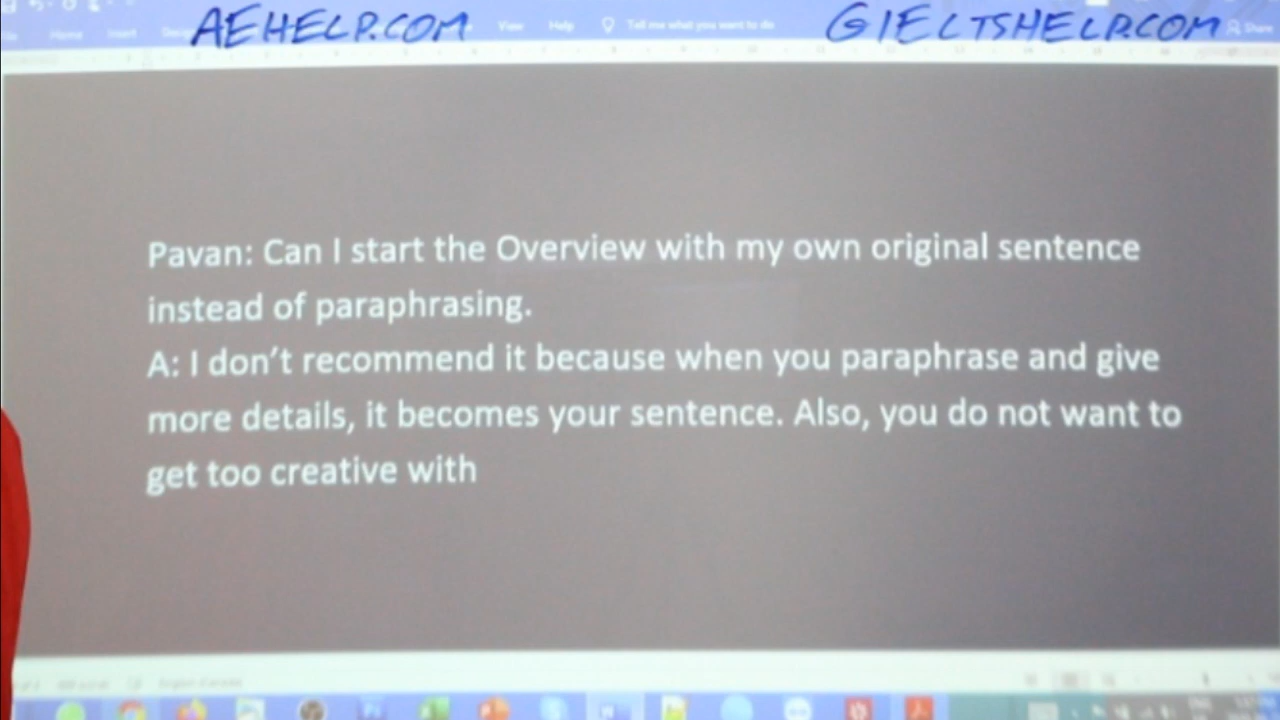 AEHELP.COM GIELTSHELP.COM
Home Insert View Help Tell me what you want to do Share
Pavan: Can I start the Overview with my own original sentence
instead of paraphrasing.
A: I don't recommend it because when you paraphrase and give
more details, it becomes your sentence. Also, you do not want to
get too creative with